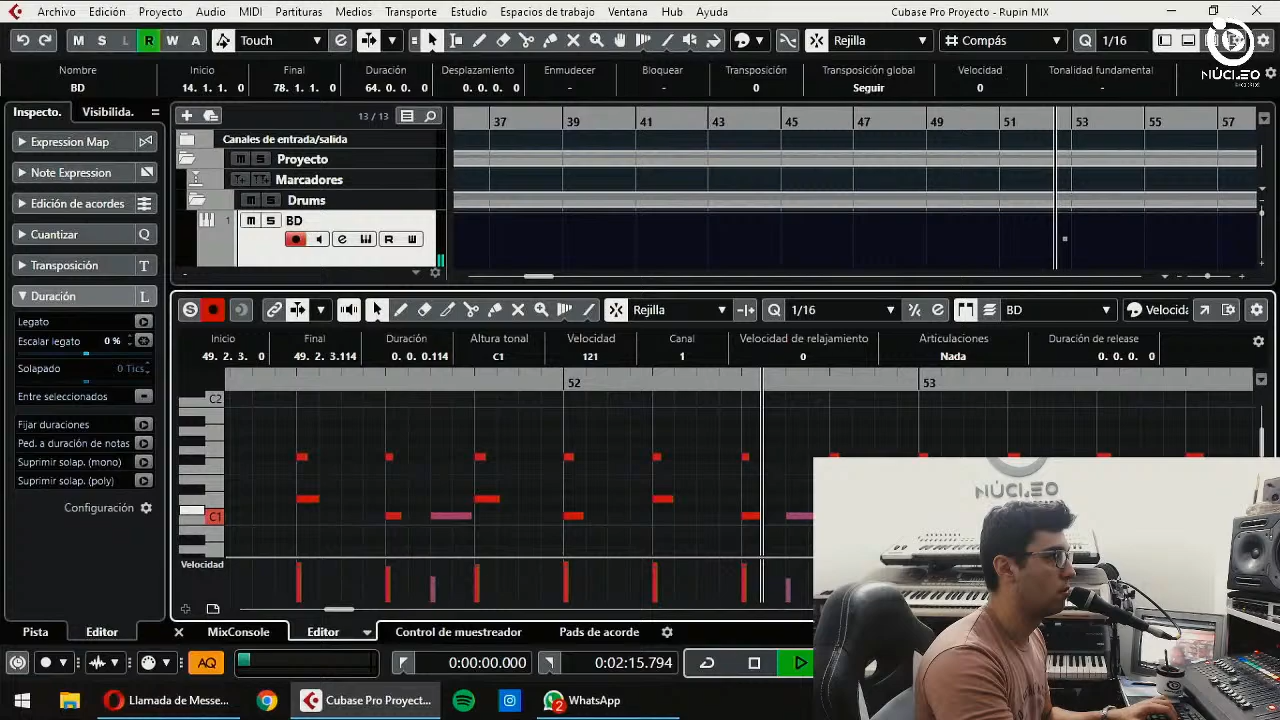 Archivo Edición Proyecto Audio MIDI Partituras Medios Transporte Estudio Espacios de trabajo Ventana Hub Ayuda Cubase Pro Proyecto - Rupin MIX
M S L R W A Touch Rejilla Compás Q 1/16
NÚCLEO
Nombre Inicio Final Duración Desplazamiento Enmudecer Bloquear Transposición Transposición global Velocidad Tonalidad fundamental
BD 14. 1. 1. 0 78. 1. 1. 0 64. 0. 0. 0 0. 0. 0. 0 - - 0 Seguir 0 -
Inspecto. Visibilida. 13 / 13 37 39 41 43 45 47 49 51 53 55 57
Expression Map
Note Expression
Edición de acordes
Cuantizar Q
Transposición T
Duración L
Legato
Escalar legato 0 %
Solapado 0 Tics
Entre seleccionados
Fijar duraciones
Ped. a duración de notas
Suprimir solap. (mono)
Suprimir solap. (poly)
Configuración
Canales de entrada/salida
m S Proyecto
Marcadores
m S Drums
1 m S BD
R
S Rejilla Q 1/16 BD Velocida
Inicio Final Duración Altura tonal Velocidad Canal Velocidad de relajamiento Articulaciones Duración de release
49. 2. 3. 0 49. 2. 3.114 0. 0. 0.114 C1 121 1 0 Nada 0. 0. 0. 0
52 53
C2
C1
Velocidad
NÚCLEO
Pista Editor MixConsole Editor Control de muestreador Pads de acorde
AQ 0:00:00.000 0:02:15.794
Llamada de Messe... Cubase Pro Proyect... 2 WhatsApp